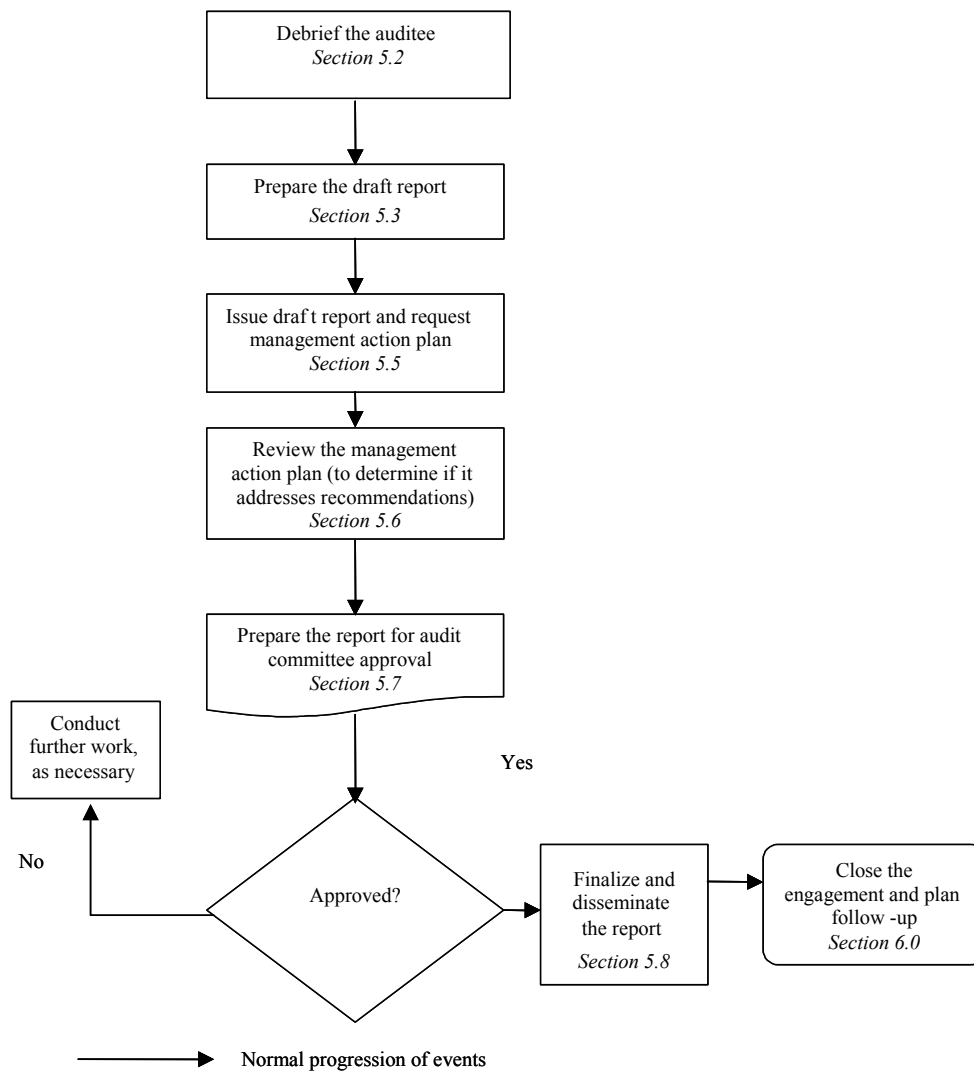 Debrief the auditee
Section 5.2
Prepare the draft report
Section 5.3
Issue draft report and request
management action plan
Section 5.5
Review the management
action plan (to determine if it
addresses recommendations)
Section 5.6
Prepare the report for audit
committee approval
Section 5.7
Conduct
further work,
as necessary
Yes
No
Approved?
Finalize and
disseminate
the report
Section 5.8
Close the
engagement and plan
follow -up
Section 6.0
Normal progression of events